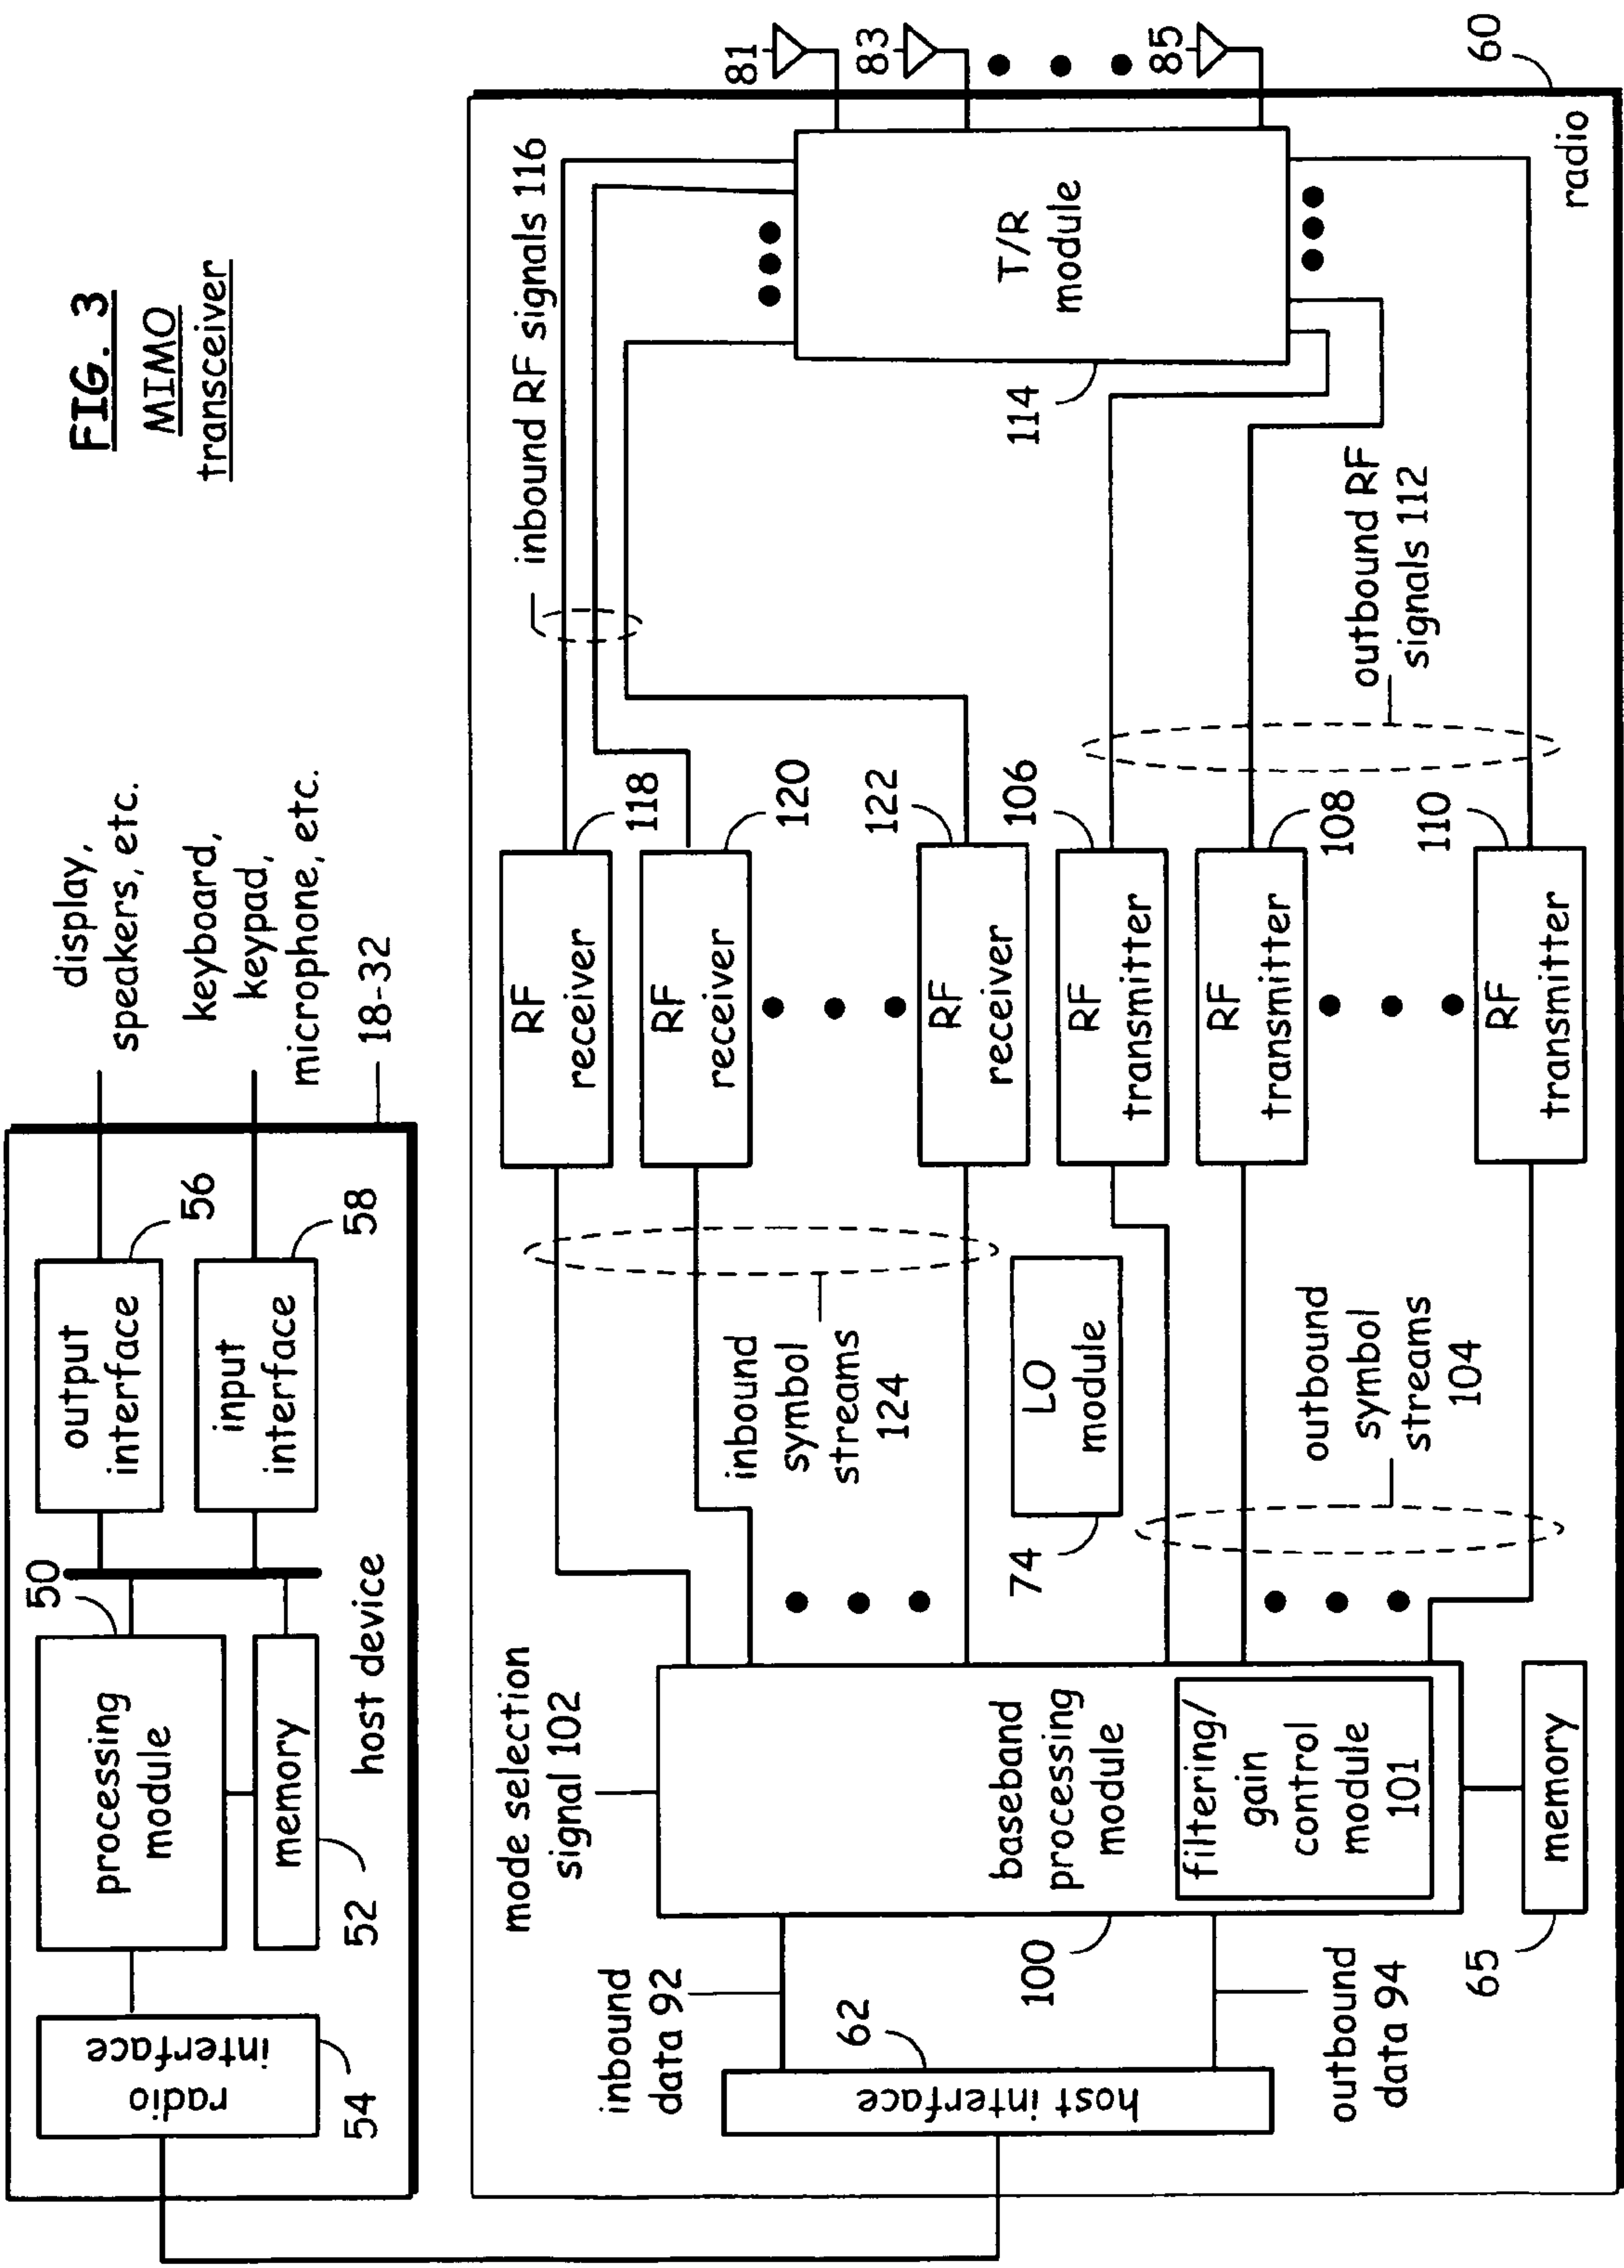 FIG. 3
MIMO
transceiver
display,
speakers, etc.
keyboard,
keypad,
microphone, etc.
18-32
50
output
interface
56
input
interface
58
processing
module
memory
52
host device
radio
interface
54
mode selection
signal 102
inbound
data 92
62
host interface
100
outbound
data 94
baseband
processing
module
filtering/
gain
control
module
101
memory
65
inbound
symbol
streams
124
LO
module
74
outbound
symbol
streams
104
RF
receiver
118
RF
receiver
120
RF
receiver
122
RF
transmitter
106
RF
transmitter
108
RF
transmitter
110
inbound RF signals 116
outbound RF
signals 112
T/R
module
114
81
83
85
60
radio